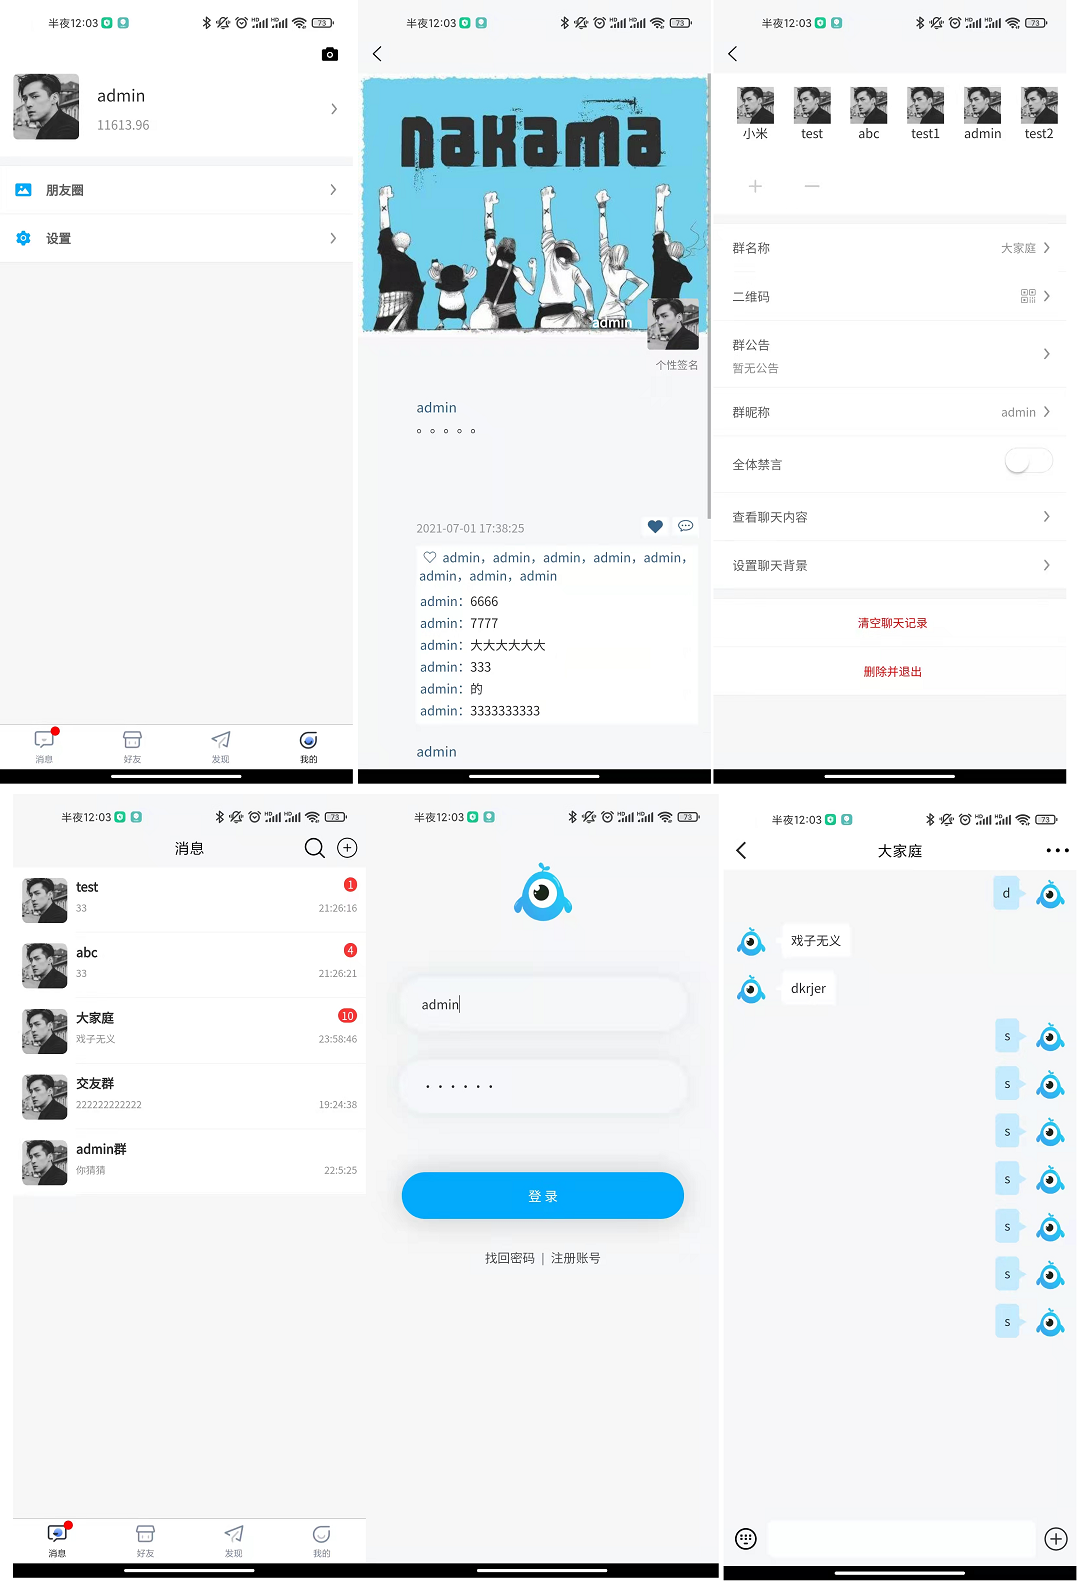 半夜12:03
73
admin
11613.96
朋友圈
设置
消息
好友
发现
我的
半夜12:03
73
nakama
admin
个性签名
admin
。。。。。
2021-07-01 17:38:25
admin，admin，admin，admin，admin，
admin，admin，admin
admin：6666
admin：7777
admin：大大大大大大
admin：333
admin：的
admin：3333333333
admin
半夜12:03
73
小米 test abc test1 admin test2
群名称 大家庭
二维码
群公告
暂无公告
群昵称 admin
全体禁言
查看聊天内容
设置聊天背景
清空聊天记录
删除并退出
半夜12:03
73
消息
test 1
33 21:26:16
abc 4
33 21:26:21
大家庭 10
戏子无义 23:58:46
交友群
222222222222 19:24:38
admin群
你猜猜 22:5:25
消息
好友
发现
我的
半夜12:03
73
admin
登 录
找回密码 | 注册账号
半夜12:03
73
大家庭
d
戏子无义
dkrjer
s
s
s
s
s
s
s